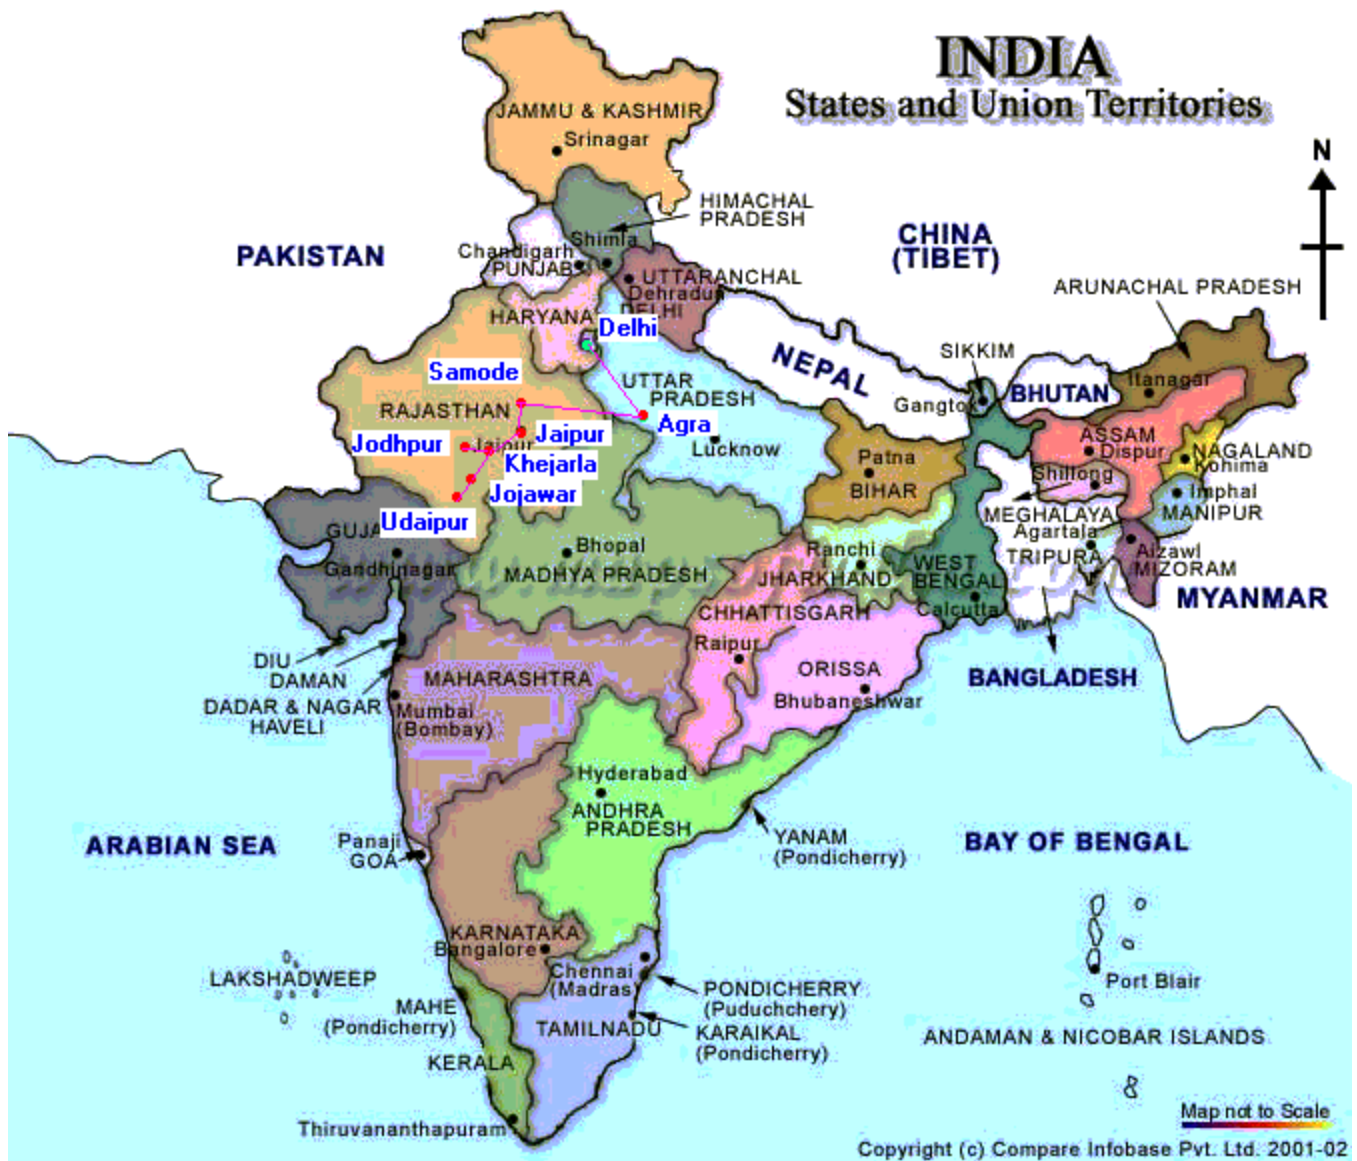 INDIA
States and Union Territories
N
JAMMU & KASHMIR
Srinagar
HIMACHAL
PRADESH
PAKISTAN
CHINA
(TIBET)
Shimla
Chandigarh
PUNJAB
UTTARANCHAL
Dehradun
DELHI
ARUNACHAL PRADESH
HARYANA
Delhi
NEPAL
SIKKIM
BHUTAN
Itanagar
Gangtok
Samode
UTTAR
PRADESH
RAJASTHAN
Agra
Jaipur
Jodhpur
Jaipur
Lucknow
Khejarla
Jojawar
Udaipur
Patna
BIHAR
ASSAM
Dispur
NAGALAND
Kohima
Shillong
Imphal
MANIPUR
MEGHALAYA
Agartala
TRIPURA
Aizawl
MIZORAM
GUJA
Gandhinagar
Bhopal
MADHYA PRADESH
Ranchi
JHARKHAND
WEST
BENGAL
Calcutta
MYANMAR
CHHATTISGARH
Raipur
DIU
DAMAN
DADAR & NAGAR
HAVELI
MAHARASHTRA
Mumbai
(Bombay)
ORISSA
Bhubaneshwar
BANGLADESH
Hyderabad
ANDHRA
PRADESH
ARABIAN SEA
Panaji
GOA
YANAM
(Pondicherry)
BAY OF BENGAL
KARNATAKA
Bangalore
LAKSHADWEEP
Chennai
(Madras)
PONDICHERRY
(Puduchchery)
Port Blair
MAHE
(Pondicherry)
TAMILNADU
KARAIKAL
(Pondicherry)
ANDAMAN & NICOBAR ISLANDS
KERALA
Thiruvananthapuram
Map not to Scale
Copyright (c) Compare Infobase Pvt. Ltd. 2001-02